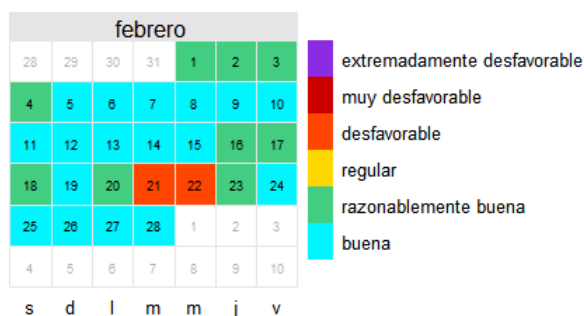 febrero
28 29 30 31 1 2 3
4 5 6 7 8 9 10
11 12 13 14 15 16 17
18 19 20 21 22 23 24
25 26 27 28 1 2 3
4 5 6 7 8 9 10
s d l m m j v
extremadamente desfavorable
muy desfavorable
desfavorable
regular
razonablemente buena
buena